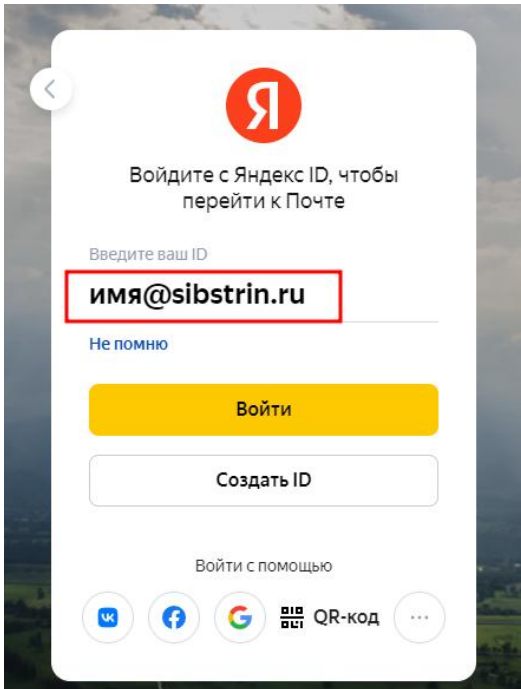 Я
Войдите с Яндекс ID, чтобы
перейти к Почте
Введите ваш ID
имя@sibstrin.ru
Не помню
Войти
Создать ID
Войти с помощью
QR-код